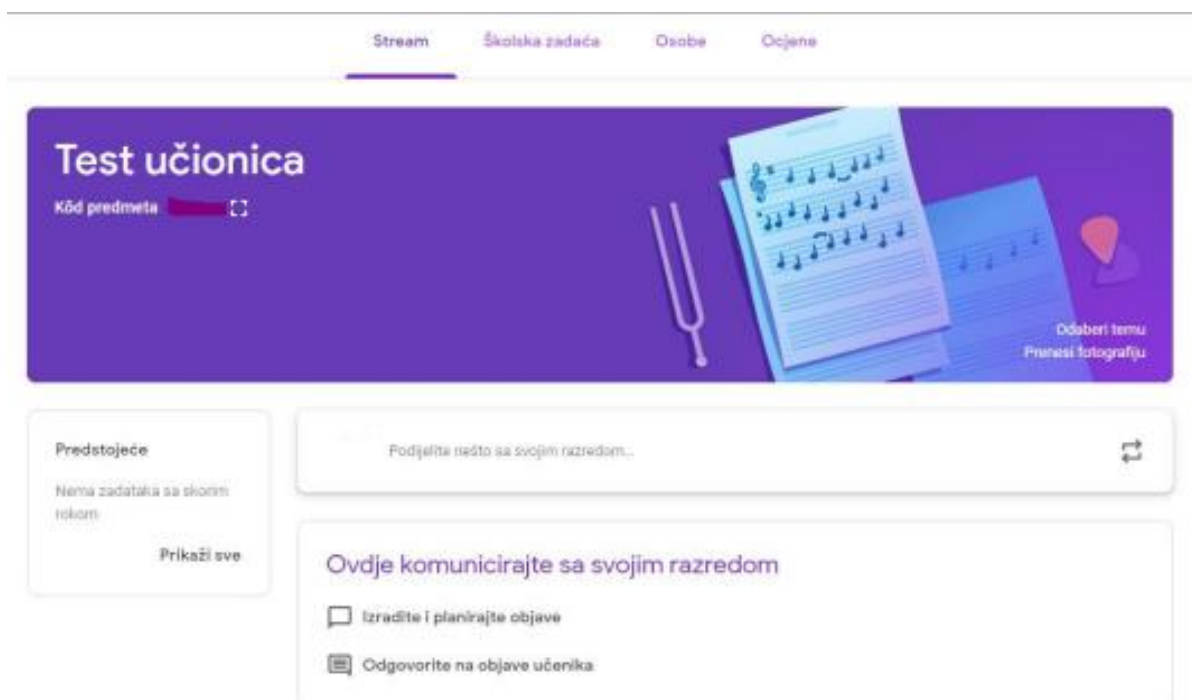 Stream
Školska zadaća
Osobe
Ocjene
Test učionica
Kôd predmeta
Odaberi temu
Prenesi fotografiju
Predstojeće
Nema zadataka sa skorim
rokom
Prikaži sve
Podijelite nešto sa svojim razredom...
Ovdje komunicirajte sa svojim razredom
Izradite i planirajte objave
Odgovorite na objave učenika